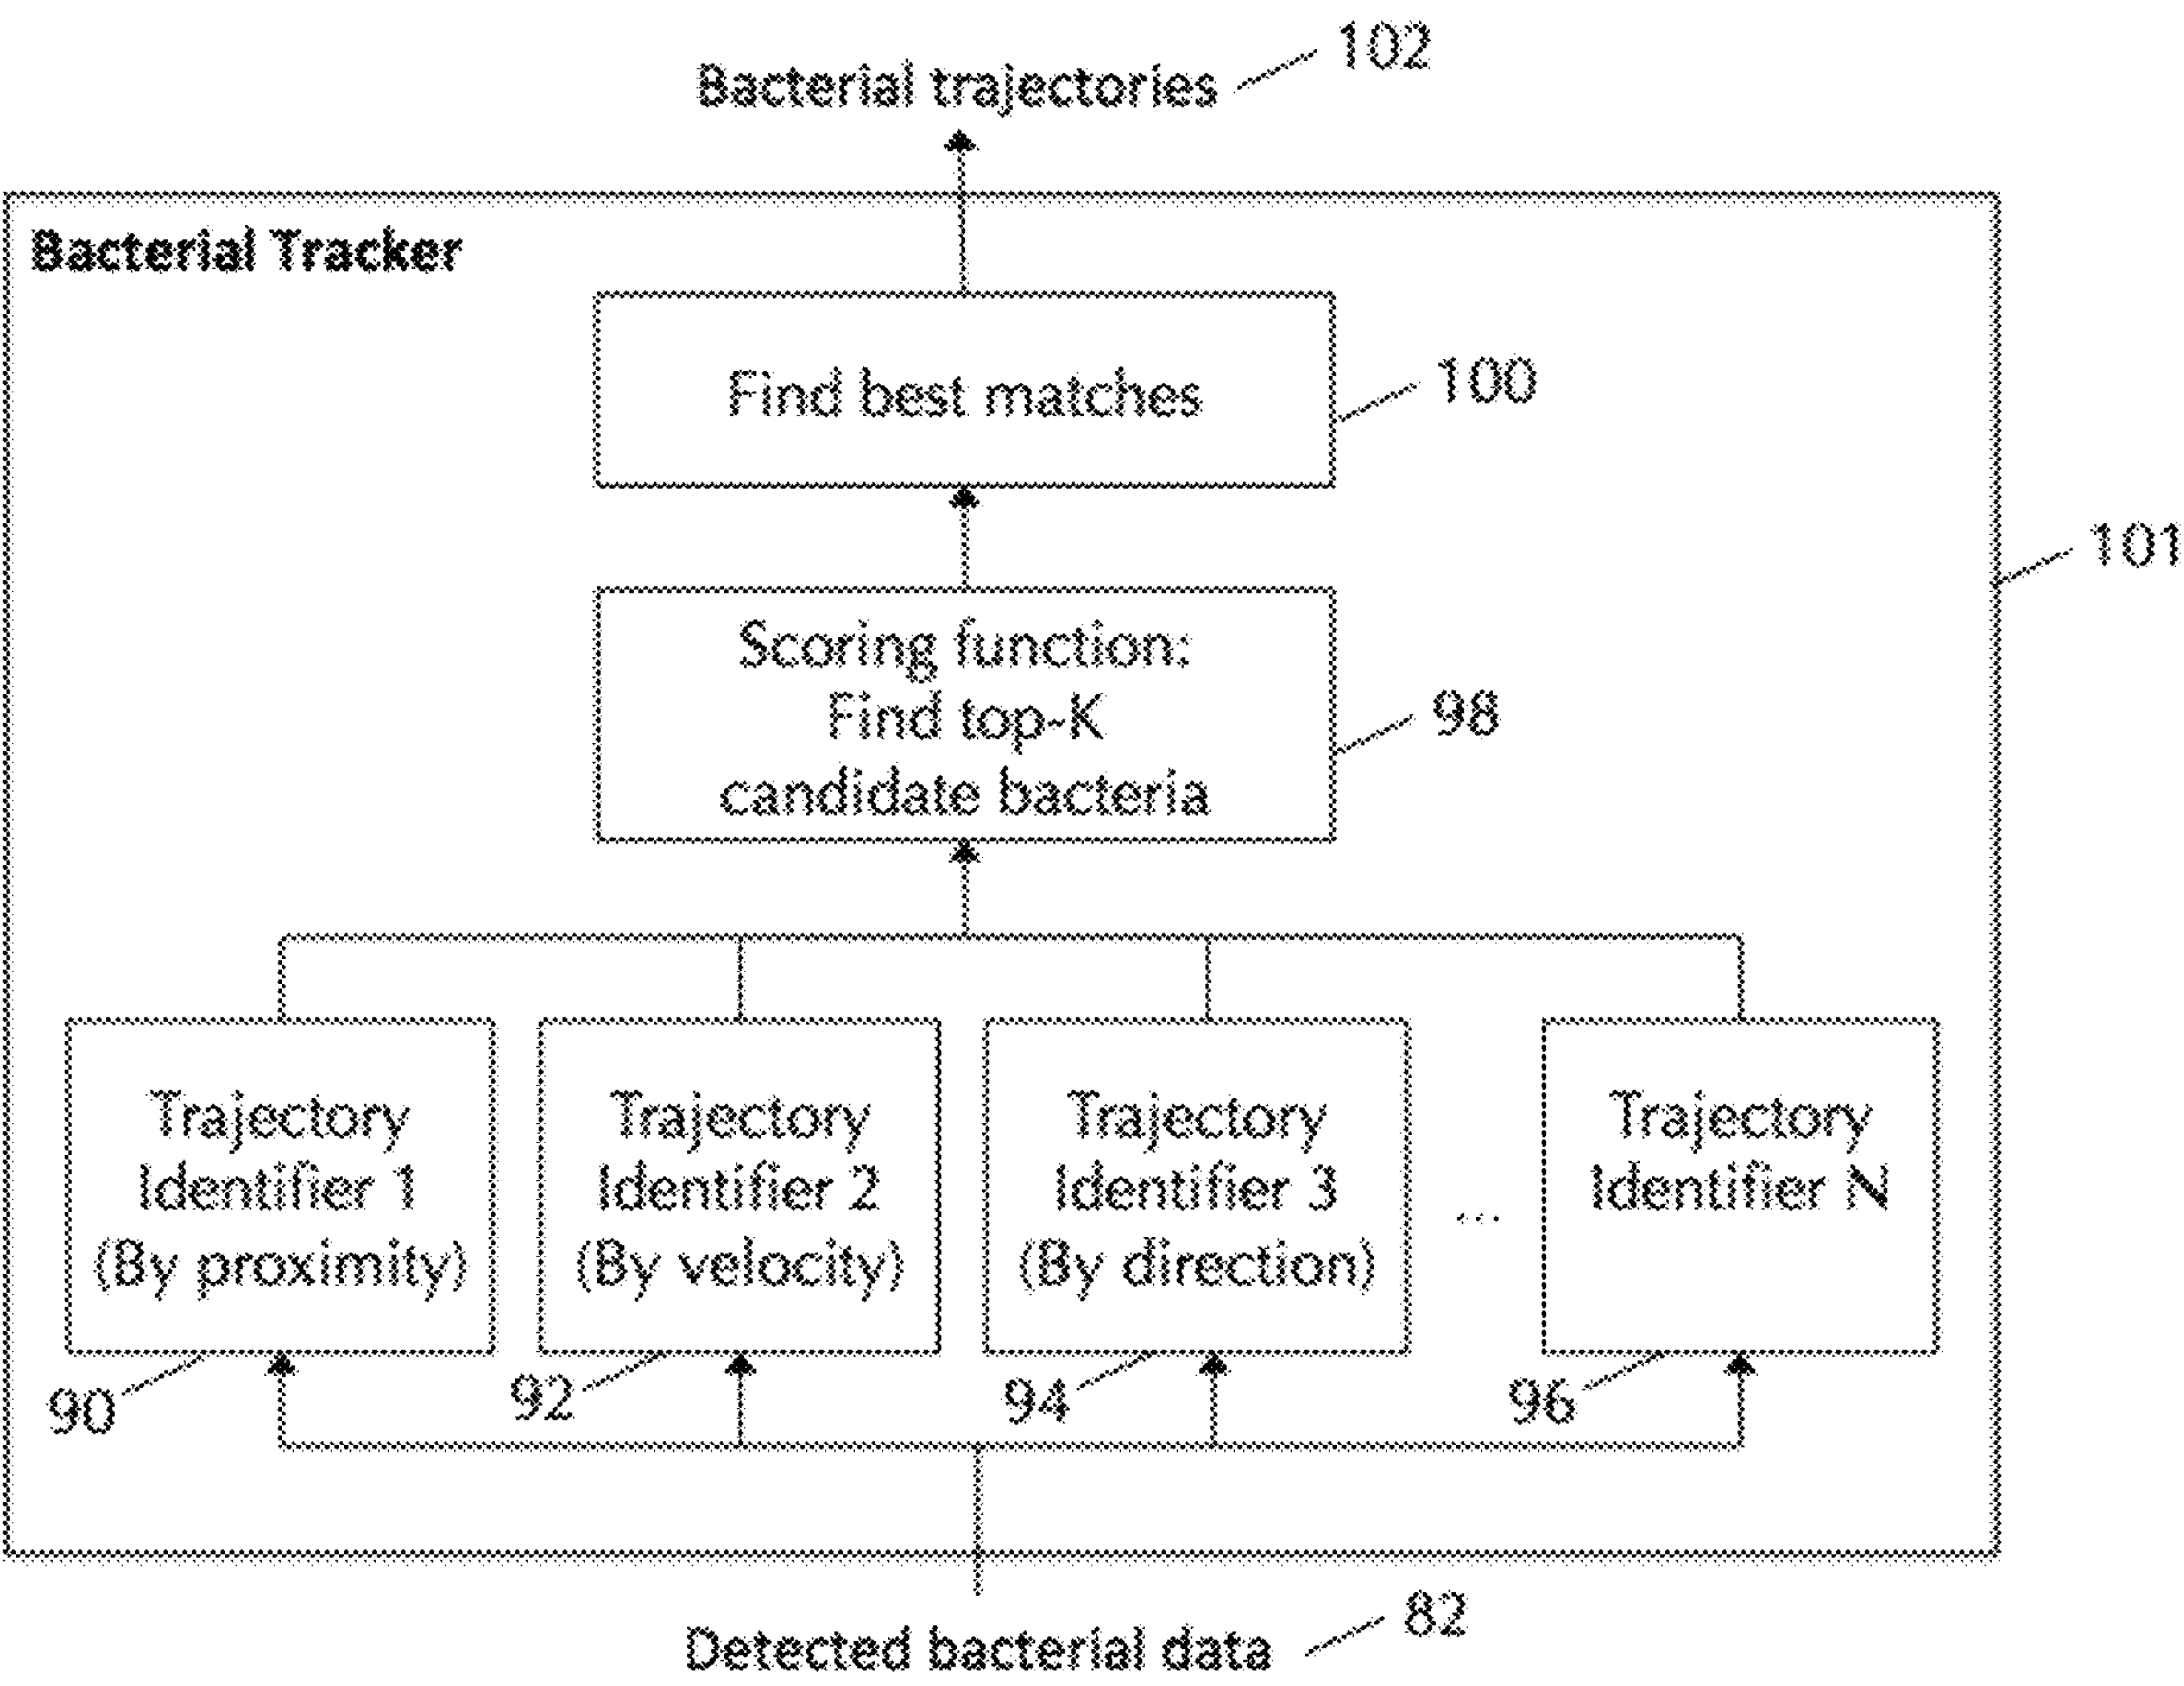 Bacterial trajectories 102
Bacterial Tracker
Find best matches 100
101
Scoring function:
Find top-K 98
candidate bacteria
Trajectory
Identifier 1
(By proximity)
90
Trajectory
Identifier 2
(By velocity)
92
Trajectory
Identifier 3
(By direction)
94
...
Trajectory
Identifier N
96
Detected bacterial data 82